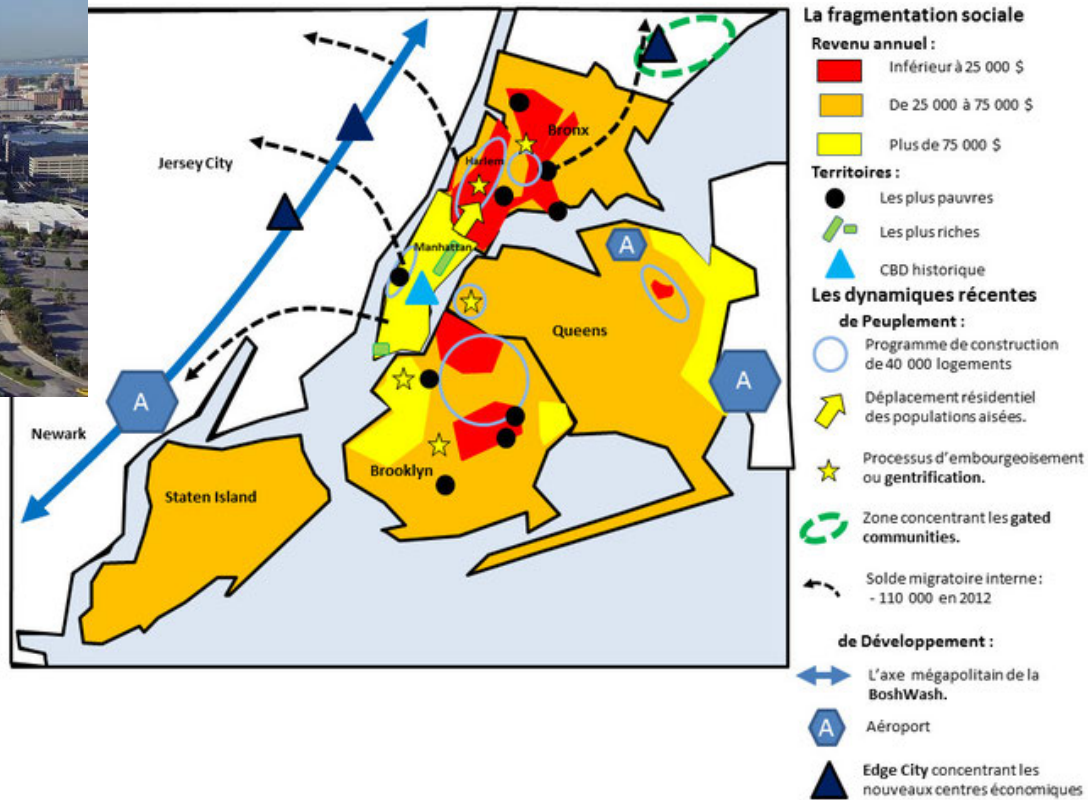 Jersey City
Bronx
Harlem
Manhattan
A
Queens
A
A
Newark
Brooklyn
Staten Island
La fragmentation sociale
Revenu annuel :
Inférieur à 25 000 $
De 25 000 à 75 000 $
Plus de 75 000 $
Territoires :
Les plus pauvres
Les plus riches
CBD historique
Les dynamiques récentes
de Peuplement :
Programme de construction
de 40 000 logements
Déplacement résidentiel
des populations aisées.
Processus d'embourgeoisement
ou gentrification.
Zone concentrant les gated
communities.
Solde migratoire interne :
- 110 000 en 2012
de Développement :
L'axe mégapolitain de la
BoshWash.
A
Aéroport
Edge City concentrant les
nouveaux centres économiques